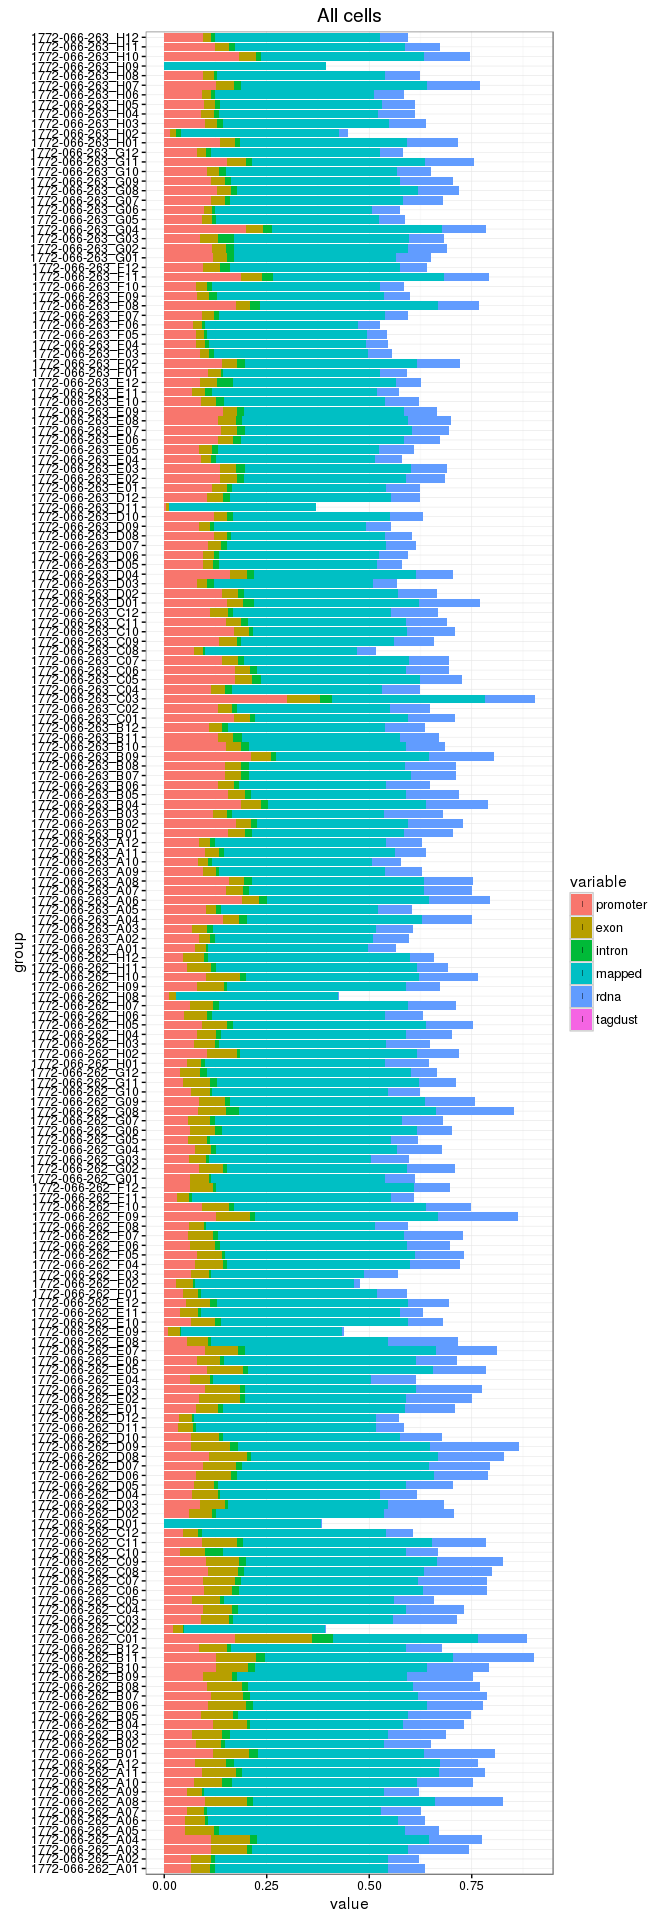 All cells
1772-066-263_H12
1772-066-263_H11
1772-066-263_H10
1772-066-263_H09
1772-066-263_H08
1772-066-263_H07
1772-066-263_H06
1772-066-263_H05
1772-066-263_H04
1772-066-263_H03
1772-066-263_H02
1772-066-263_H01
1772-066-263_G12
1772-066-263_G11
1772-066-263_G10
1772-066-263_G09
1772-066-263_G08
1772-066-263_G07
1772-066-263_G06
1772-066-263_G05
1772-066-263_G04
1772-066-263_G03
1772-066-263_G02
1772-066-263_G01
1772-066-263_F12
1772-066-263_F11
1772-066-263_F10
1772-066-263_F09
1772-066-263_F08
1772-066-263_F07
1772-066-263_F06
1772-066-263_F05
1772-066-263_F04
1772-066-263_F03
1772-066-263_F02
1772-066-263_F01
1772-066-263_E12
1772-066-263_E11
1772-066-263_E10
1772-066-263_E09
1772-066-263_E08
1772-066-263_E07
1772-066-263_E06
1772-066-263_E05
1772-066-263_E04
1772-066-263_E03
1772-066-263_E02
1772-066-263_E01
1772-066-263_D12
1772-066-263_D11
1772-066-263_D10
1772-066-263_D09
1772-066-263_D08
1772-066-263_D07
1772-066-263_D06
1772-066-263_D05
1772-066-263_D04
1772-066-263_D03
1772-066-263_D02
1772-066-263_D01
1772-066-263_C12
1772-066-263_C11
1772-066-263_C10
1772-066-263_C09
1772-066-263_C08
1772-066-263_C07
1772-066-263_C06
1772-066-263_C05
1772-066-263_C04
1772-066-263_C03
1772-066-263_C02
1772-066-263_C01
1772-066-263_B12
1772-066-263_B11
1772-066-263_B10
1772-066-263_B09
1772-066-263_B08
1772-066-263_B07
1772-066-263_B06
1772-066-263_B05
1772-066-263_B04
1772-066-263_B03
1772-066-263_B02
1772-066-263_B01
1772-066-263_A12
1772-066-263_A11
1772-066-263_A10
1772-066-263_A09
1772-066-263_A08
1772-066-263_A07
1772-066-263_A06
1772-066-263_A05
1772-066-263_A04
1772-066-263_A03
1772-066-263_A02
1772-066-263_A01
1772-066-262_H12
1772-066-262_H11
1772-066-262_H10
1772-066-262_H09
1772-066-262_H08
1772-066-262_H07
1772-066-262_H06
1772-066-262_H05
1772-066-262_H04
1772-066-262_H03
1772-066-262_H02
1772-066-262_H01
1772-066-262_G12
1772-066-262_G11
1772-066-262_G10
1772-066-262_G09
1772-066-262_G08
1772-066-262_G07
1772-066-262_G06
1772-066-262_G05
1772-066-262_G04
1772-066-262_G03
1772-066-262_G02
1772-066-262_G01
1772-066-262_F12
1772-066-262_F11
1772-066-262_F10
1772-066-262_F09
1772-066-262_F08
1772-066-262_F07
1772-066-262_F06
1772-066-262_F05
1772-066-262_F04
1772-066-262_F03
1772-066-262_F02
1772-066-262_F01
1772-066-262_E12
1772-066-262_E11
1772-066-262_E10
1772-066-262_E09
1772-066-262_E08
1772-066-262_E07
1772-066-262_E06
1772-066-262_E05
1772-066-262_E04
1772-066-262_E03
1772-066-262_E02
1772-066-262_E01
1772-066-262_D12
1772-066-262_D11
1772-066-262_D10
1772-066-262_D09
1772-066-262_D08
1772-066-262_D07
1772-066-262_D06
1772-066-262_D05
1772-066-262_D04
1772-066-262_D03
1772-066-262_D02
1772-066-262_D01
1772-066-262_C12
1772-066-262_C11
1772-066-262_C10
1772-066-262_C09
1772-066-262_C08
1772-066-262_C07
1772-066-262_C06
1772-066-262_C05
1772-066-262_C04
1772-066-262_C03
1772-066-262_C02
1772-066-262_C01
1772-066-262_B12
1772-066-262_B11
1772-066-262_B10
1772-066-262_B09
1772-066-262_B08
1772-066-262_B07
1772-066-262_B06
1772-066-262_B05
1772-066-262_B04
1772-066-262_B03
1772-066-262_B02
1772-066-262_B01
1772-066-262_A12
1772-066-262_A11
1772-066-262_A10
1772-066-262_A09
1772-066-262_A08
1772-066-262_A07
1772-066-262_A06
1772-066-262_A05
1772-066-262_A04
1772-066-262_A03
1772-066-262_A02
1772-066-262_A01
group
0.00 0.25 0.50 0.75
value
variable
promoter
exon
intron
mapped
rdna
tagdust